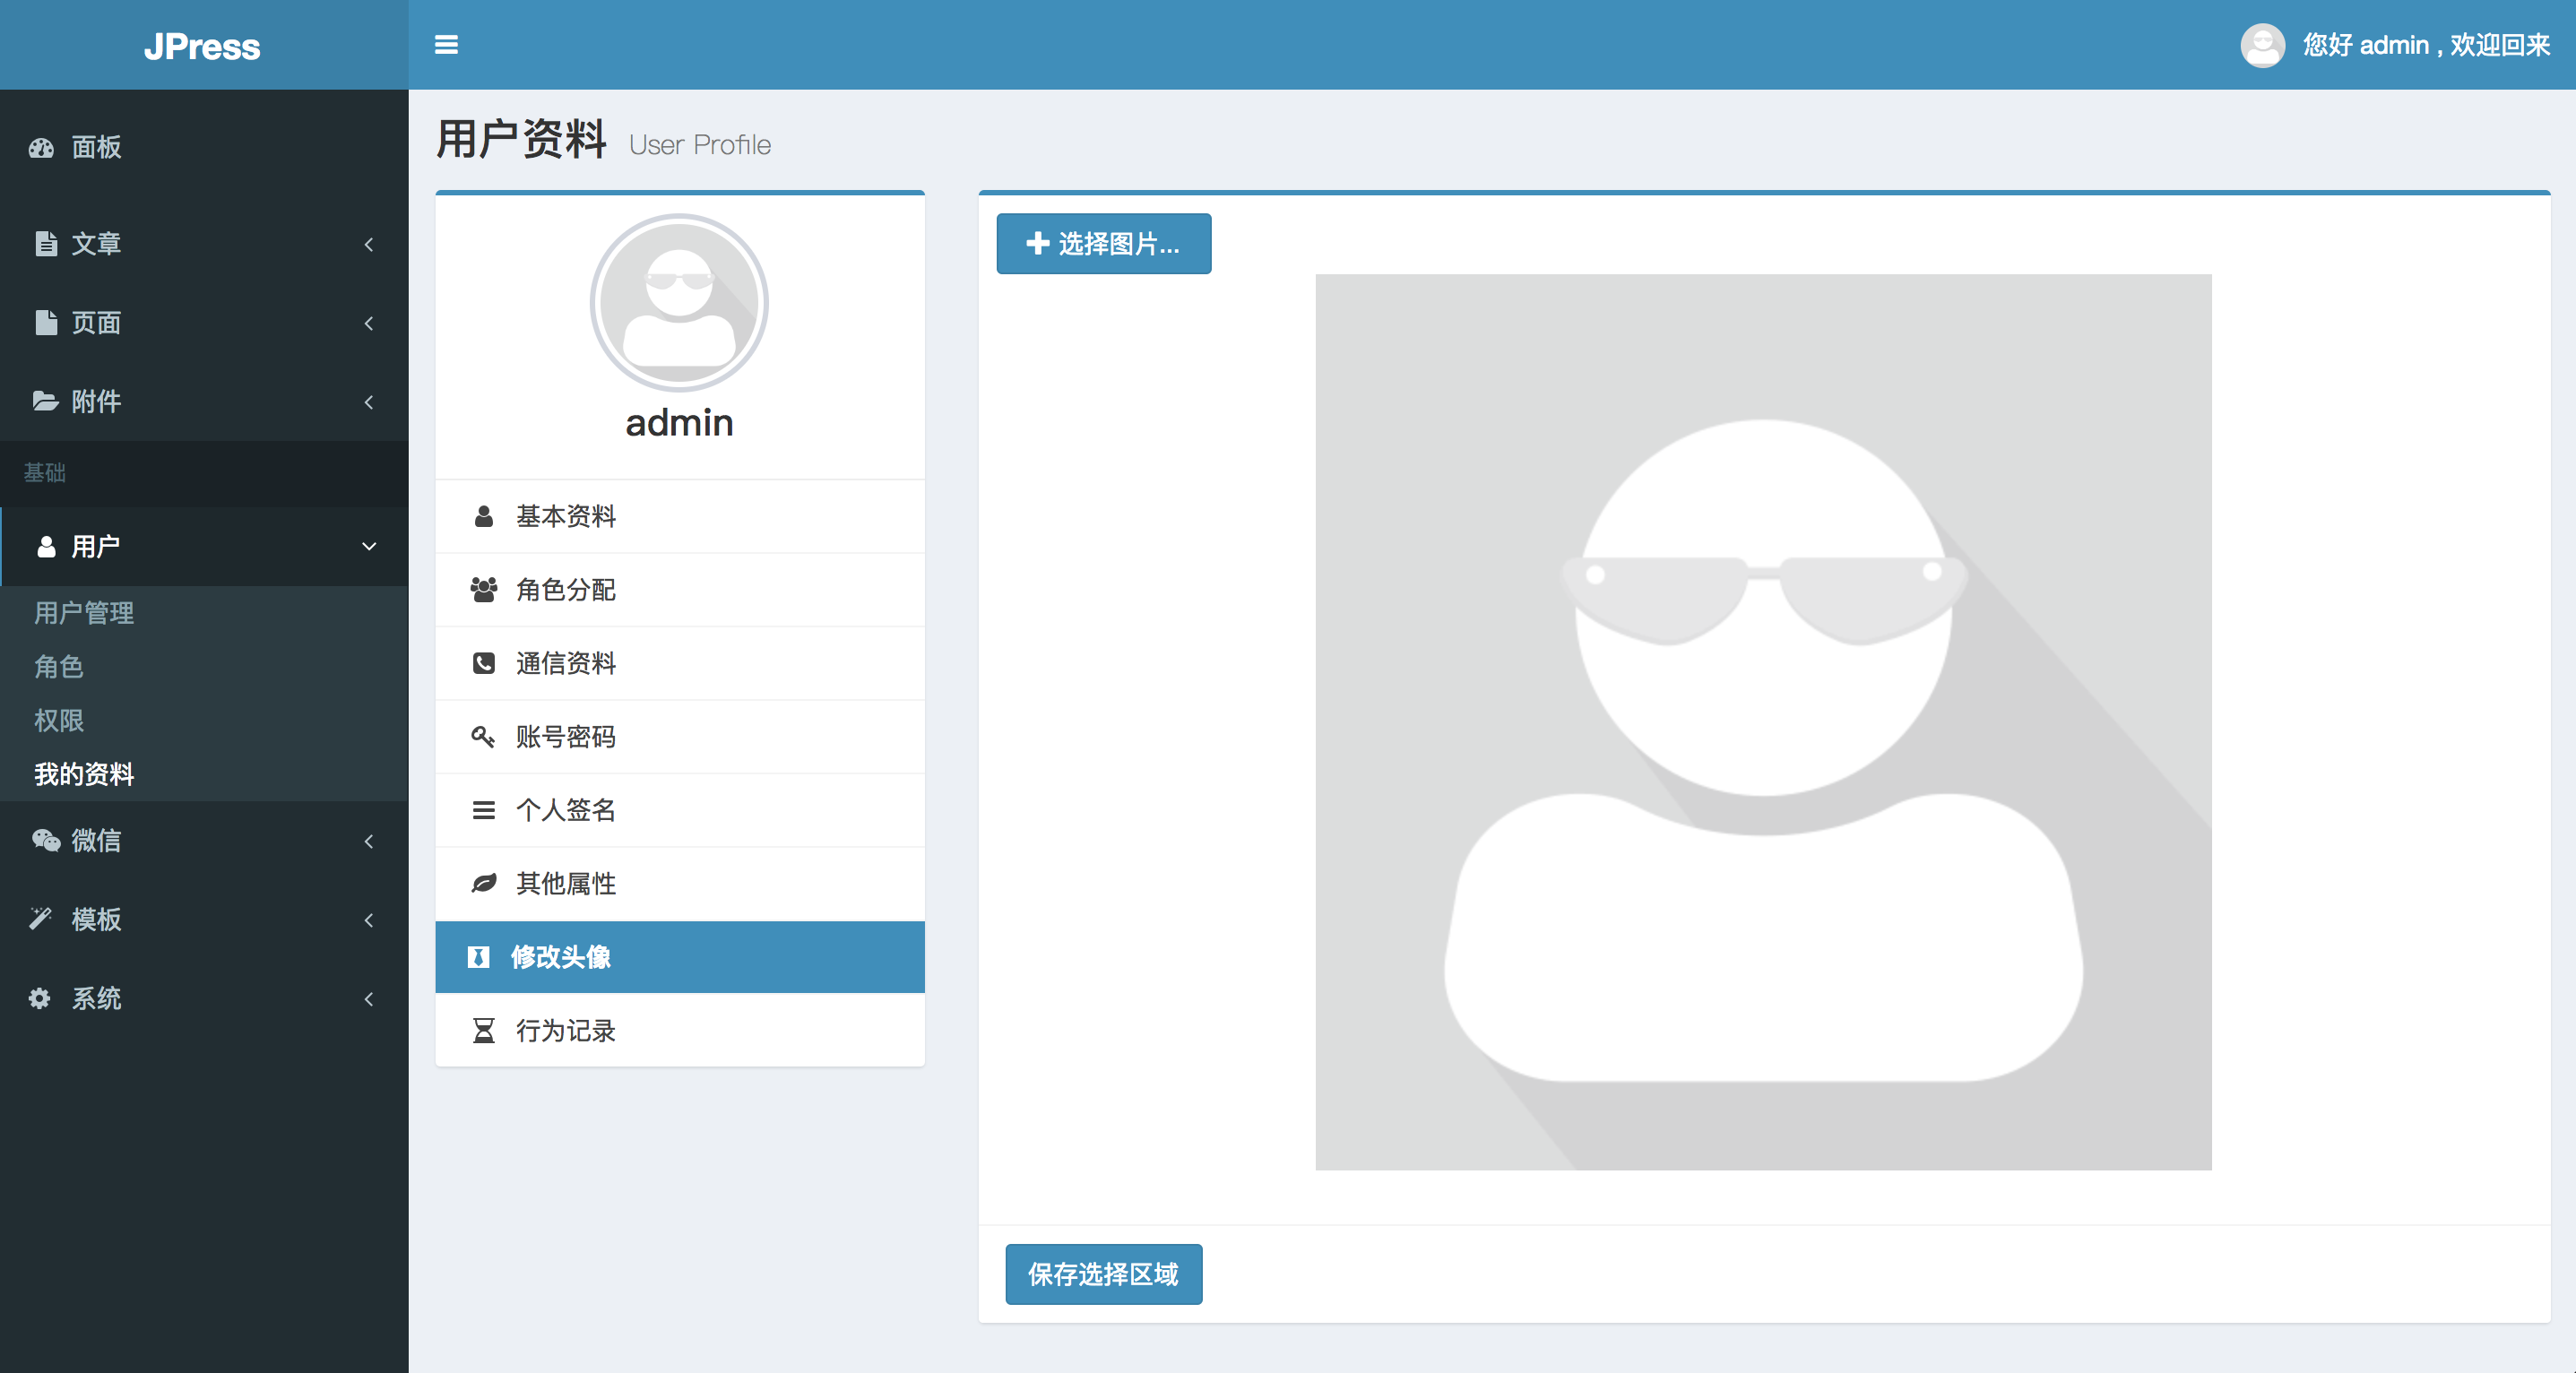 JPress
您好 admin , 欢迎回来
面板
文章
页面
附件
基础
用户
用户管理
角色
权限
我的资料
微信
模板
系统
用户资料 User Profile
admin
基本资料
角色分配
通信资料
账号密码
个人签名
其他属性
修改头像
行为记录
选择图片...
保存选择区域